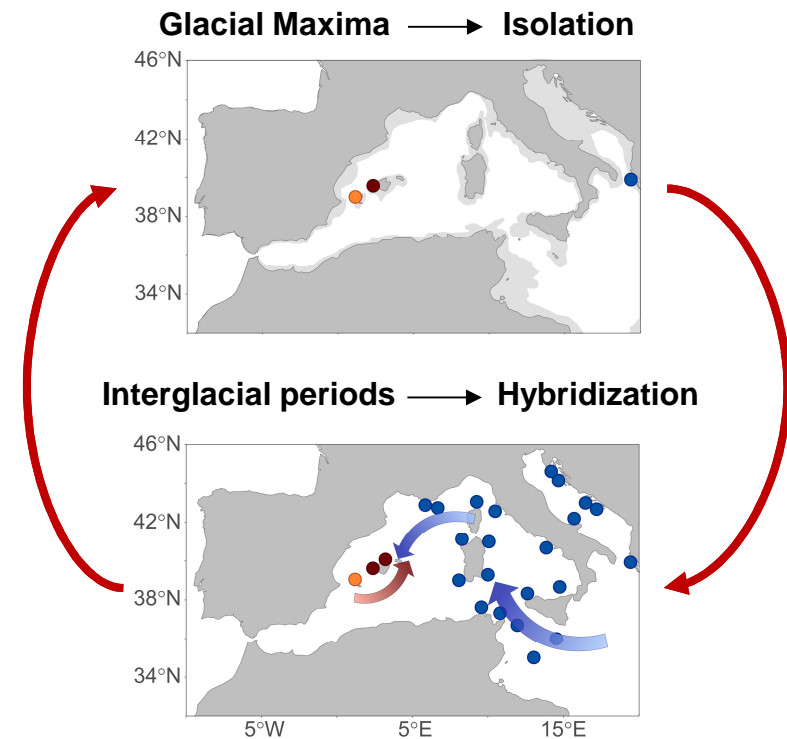 Glacial Maxima → Isolation
46°N
42°N
38°N
34°N
Interglacial periods → Hybridization
46°N
42°N
38°N
34°N
5°W 5°E 15°E